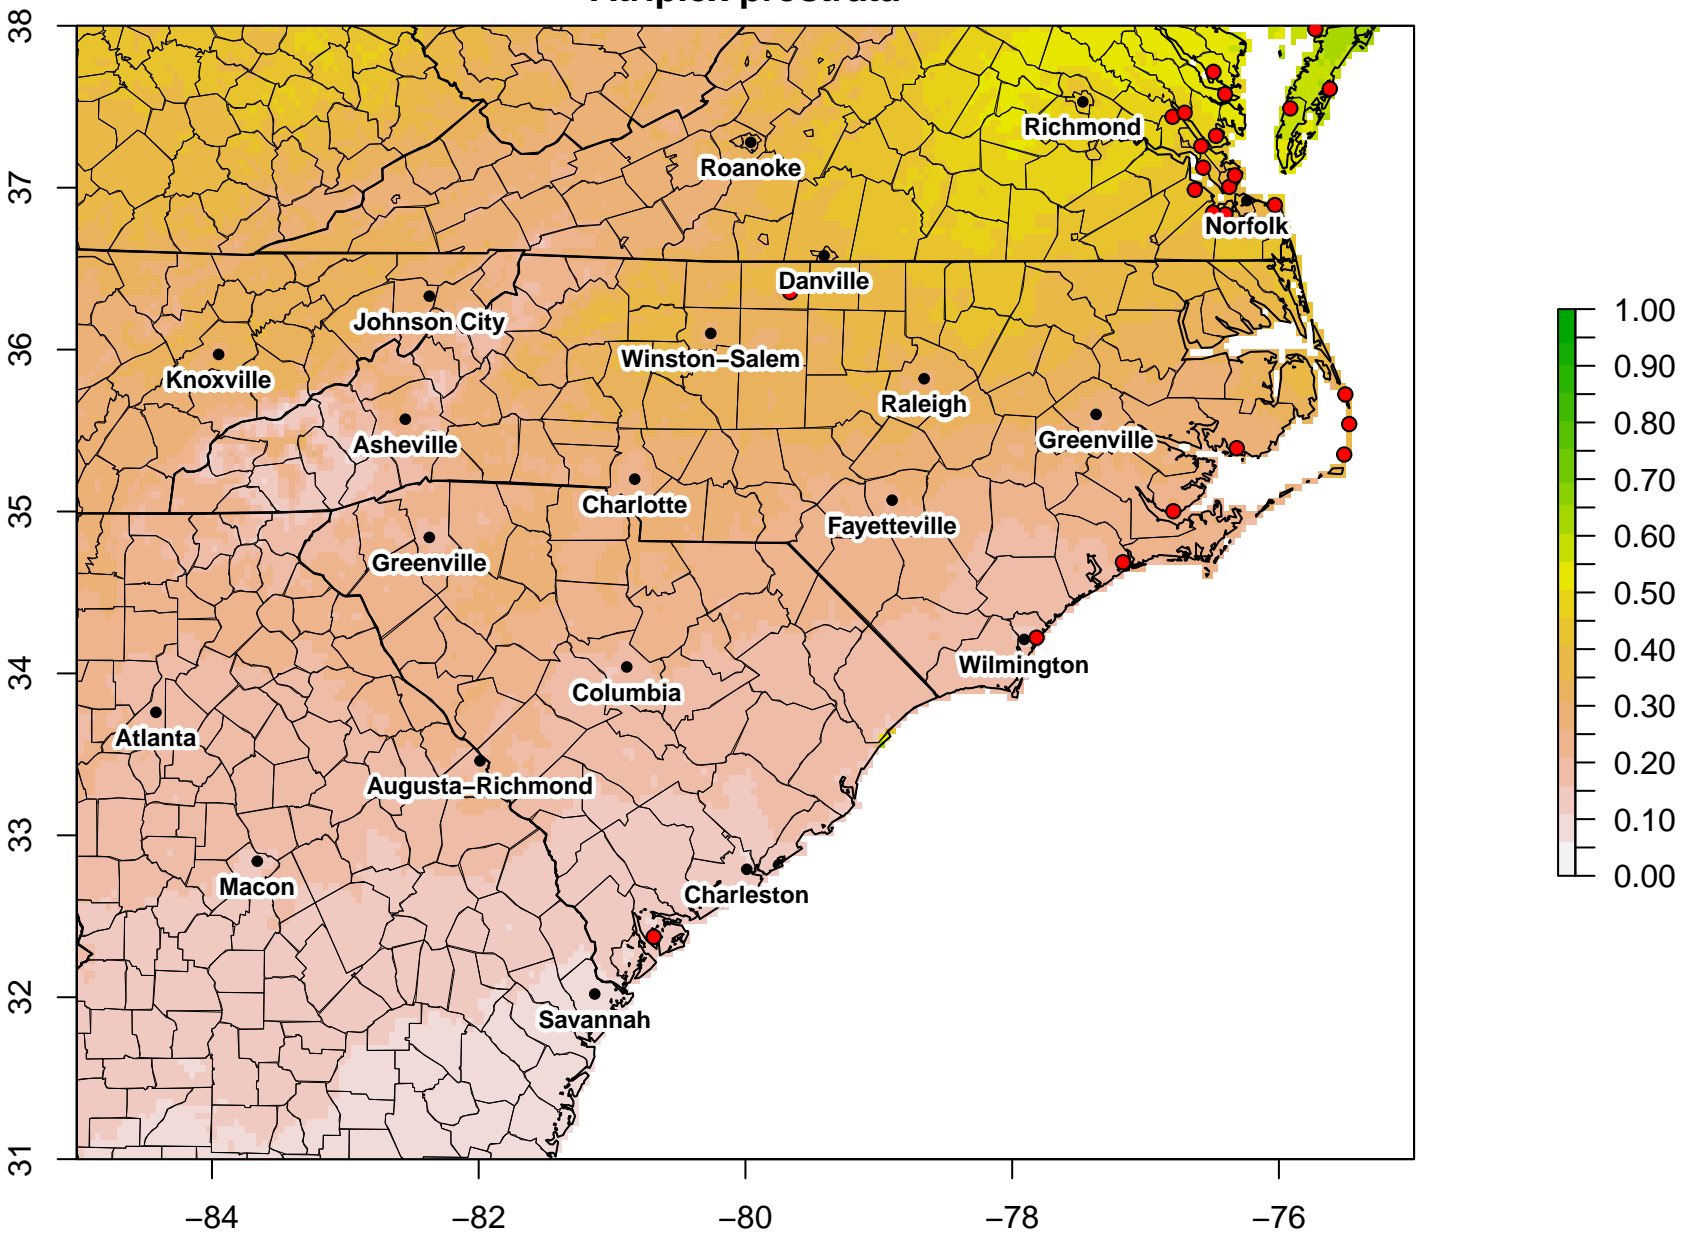 Atriplex prostrata
38
37
36
35
34
33
32
31
Richmond
Roanoke
Norfolk
Danville
Johnson City
Winston–Salem
Knoxville
Raleigh
Asheville
Greenville
Charlotte
Fayetteville
Greenville
Wilmington
Columbia
Atlanta
Augusta–Richmond
Macon
Charleston
Savannah
−84
−82
−80
−78
−76
1.00
0.90
0.80
0.70
0.60
0.50
0.40
0.30
0.20
0.10
0.00